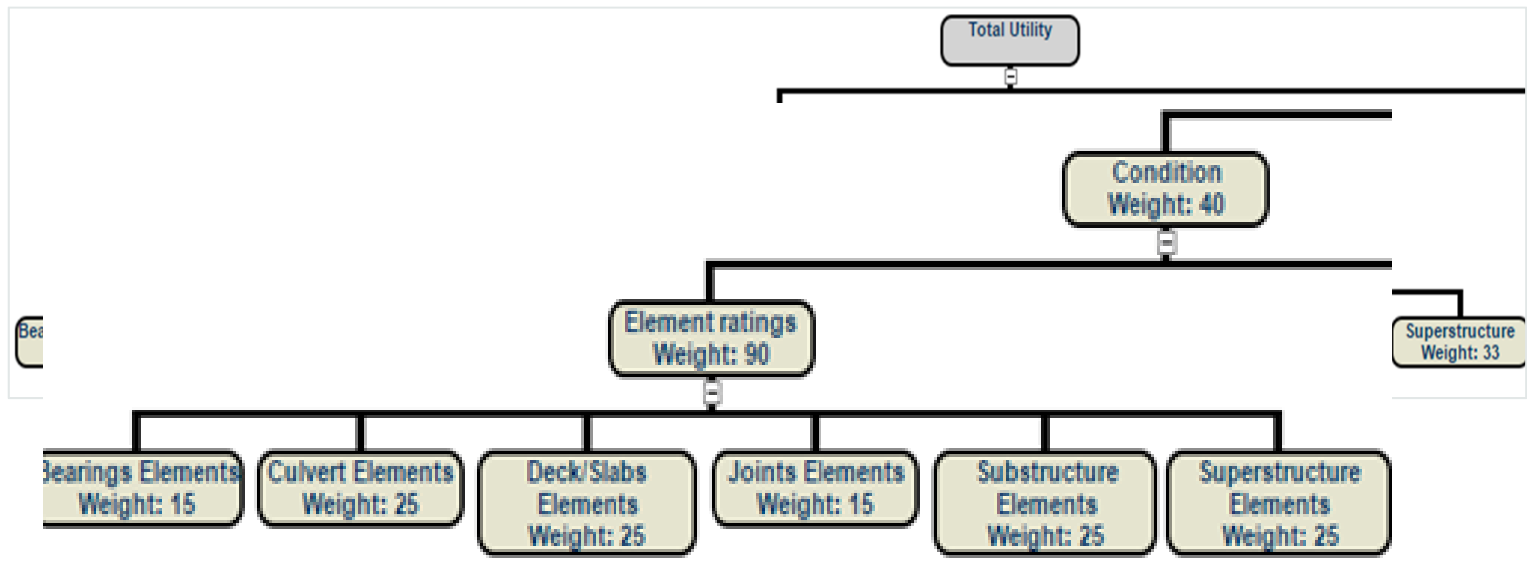 Total Utility
Condition
Weight: 40
Element ratings
Weight: 90
Bea
Superstructure
Weight: 33
Bearings Elements
Weight: 15
Culvert Elements
Weight: 25
Deck/Slabs
Elements
Weight: 25
Joints Elements
Weight: 15
Substructure
Elements
Weight: 25
Superstructure
Elements
Weight: 25